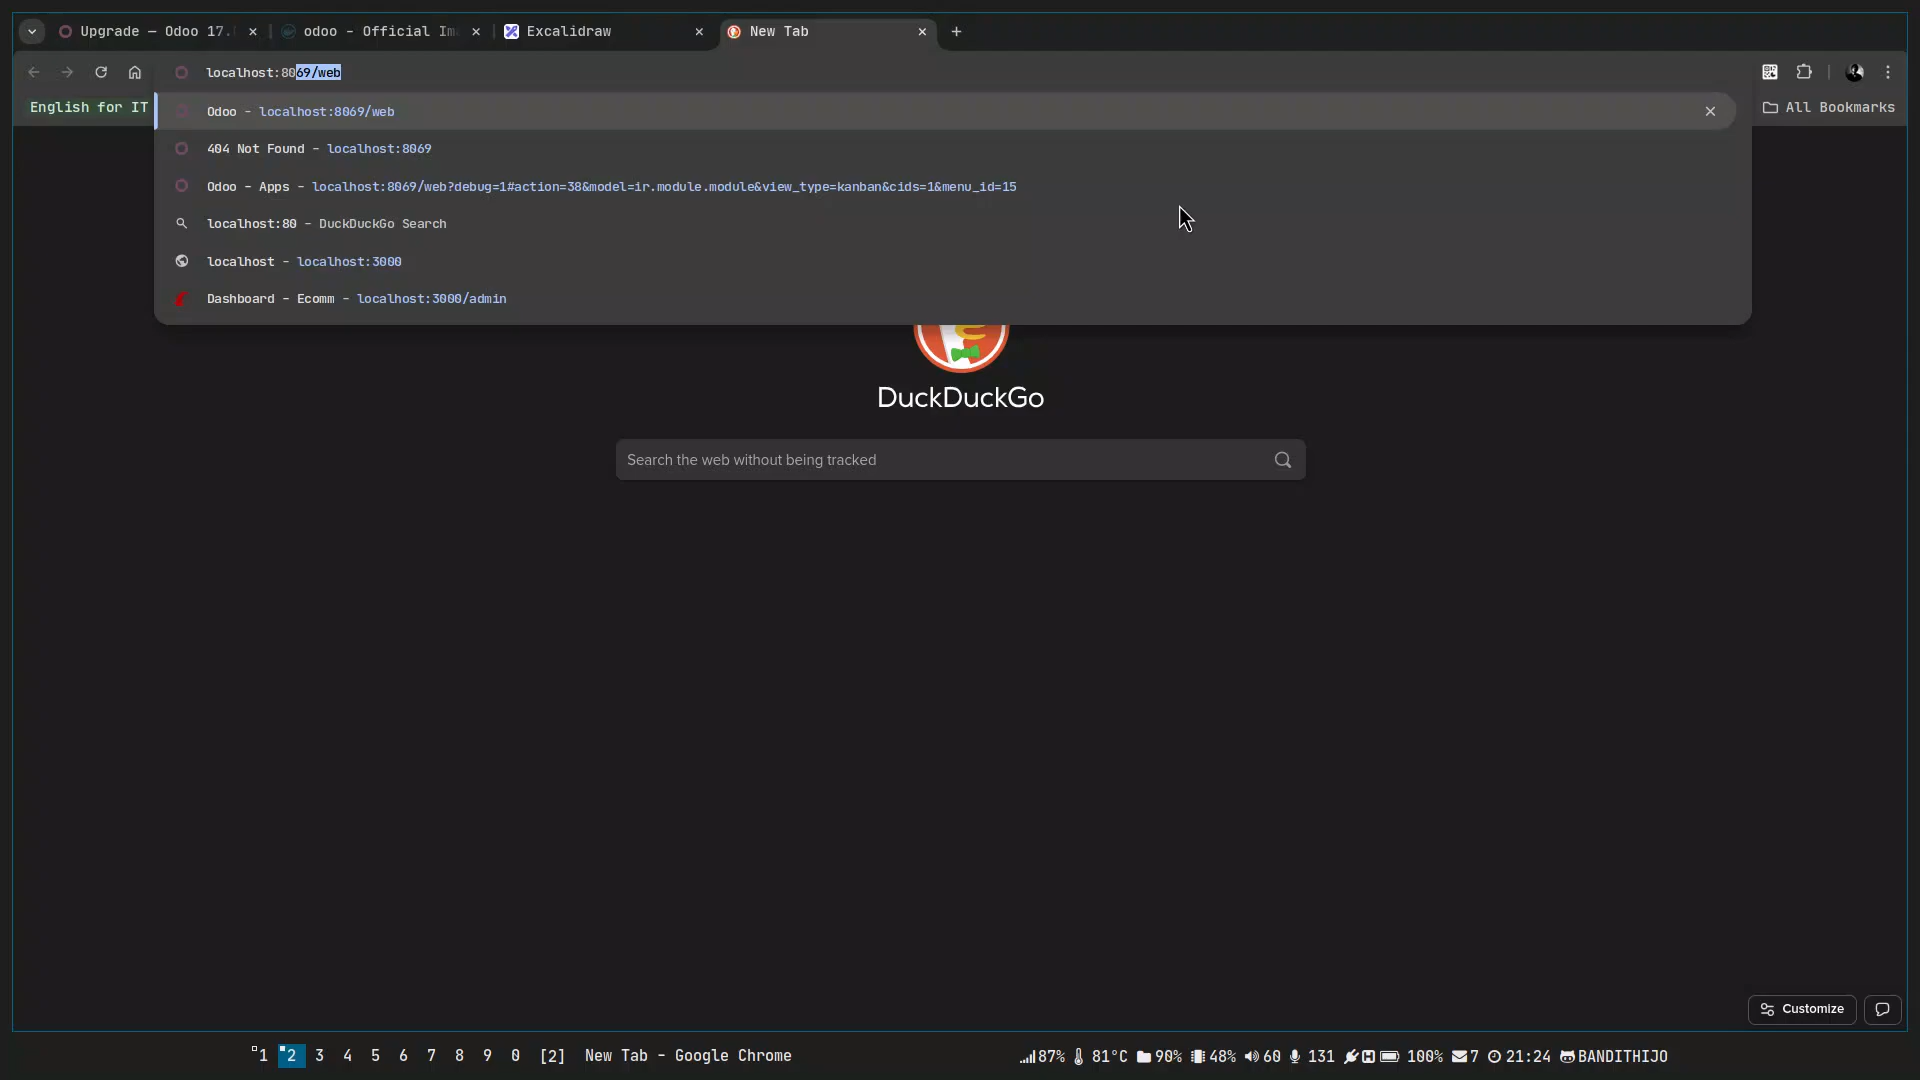 Upgrade — Odoo 17.
odoo - Official Im
Excalidraw
New Tab
localhost:8069/web
English for IT
All Bookmarks
Odoo - localhost:8069/web
404 Not Found - localhost:8069
Odoo - Apps - localhost:8069/web?debug=1#action=38&model=ir.module.module&view_type=kanban&cids=1&menu_id=15
localhost:80 - DuckDuckGo Search
localhost - localhost:3000
Dashboard - Ecomm - localhost:3000/admin
DuckDuckGo
Search the web without being tracked
Customize
1 2 3 4 5 6 7 8 9 0 [2] New Tab - Google Chrome
87% 81°C 90% 48% 60 131 H 100% 7 21:24 BANDITHIJO